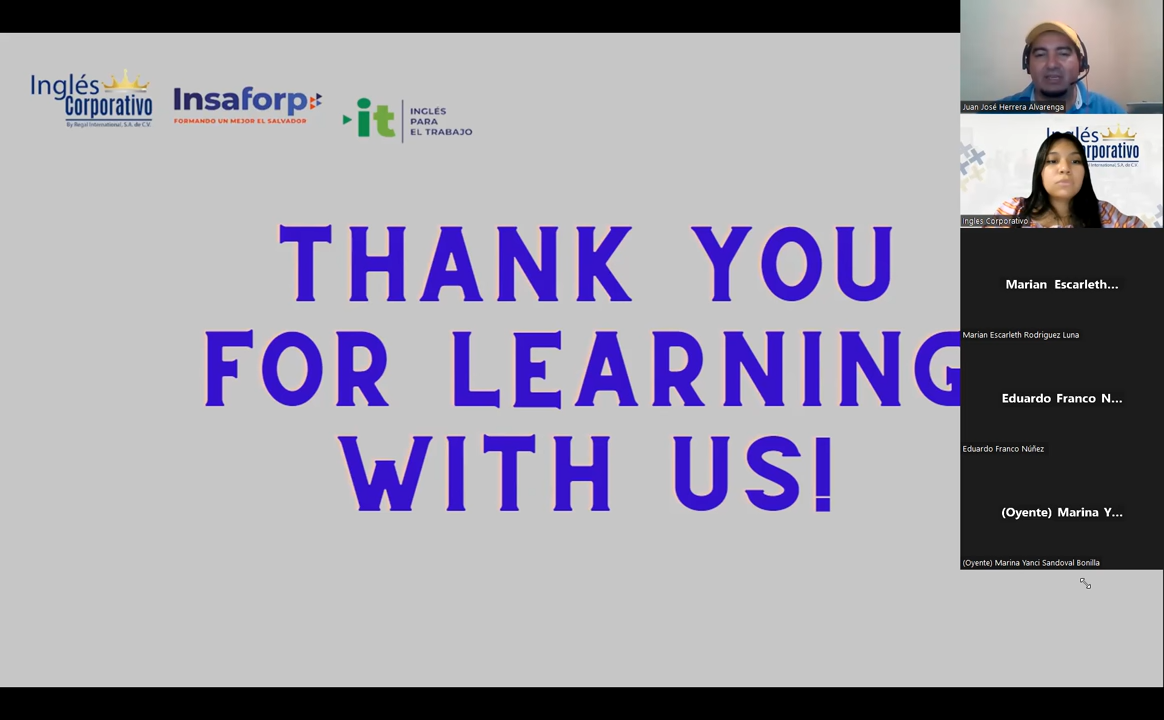 Inglés
Corporativo
By Regal International, S.A. de C.V.
Insaforp
FORMANDO UN MEJOR EL SALVADOR
it
INGLÉS
PARA
EL TRABAJO
THANK YOU
FOR LEARNING
WITH US!
Juan José Herrera Alvarenga
Inglés
orporativo
Ingles Corporativo
Marian Escarleth...
Marian Escarleth Rodriguez Luna
Eduardo Franco N...
Eduardo Franco Núñez
(Oyente) Marina Y...
(Oyente) Marina Yanci Sandoval Bonilla